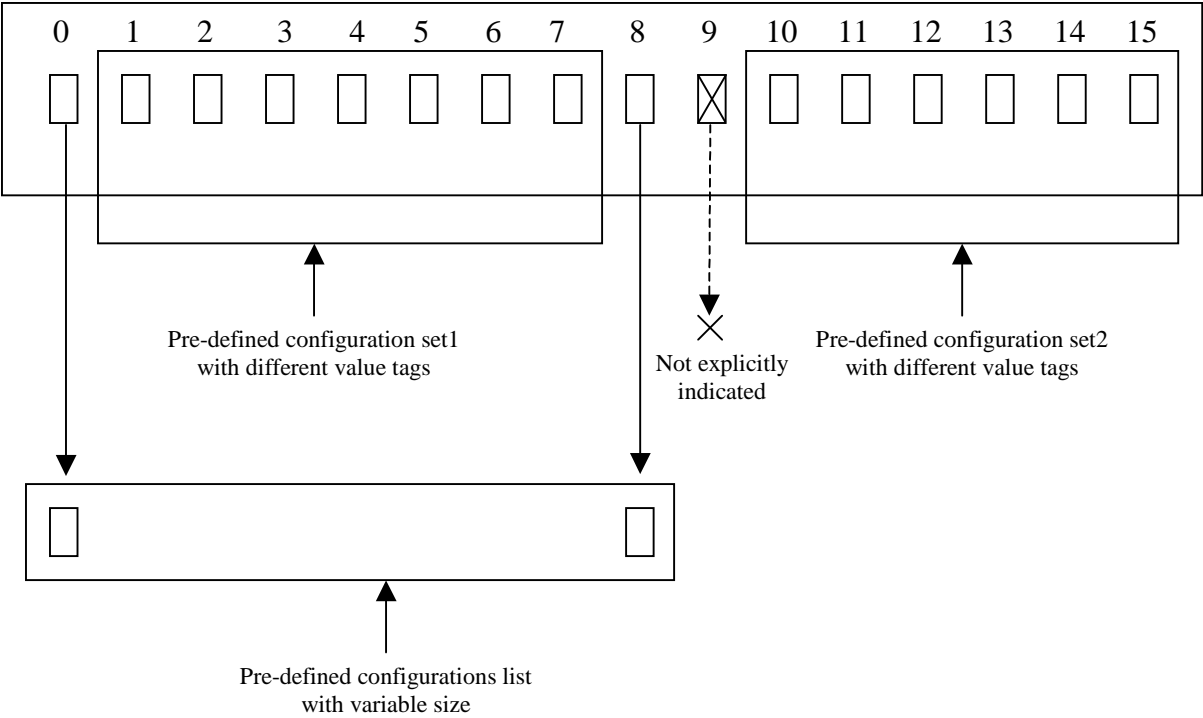 0 1 2 3 4 5 6 7 8 9 10 11 12 13 14 15
Pre-defined configuration set1
with different value tags
Not explicitly
indicated
Pre-defined configuration set2
with different value tags
Pre-defined configurations list
with variable size